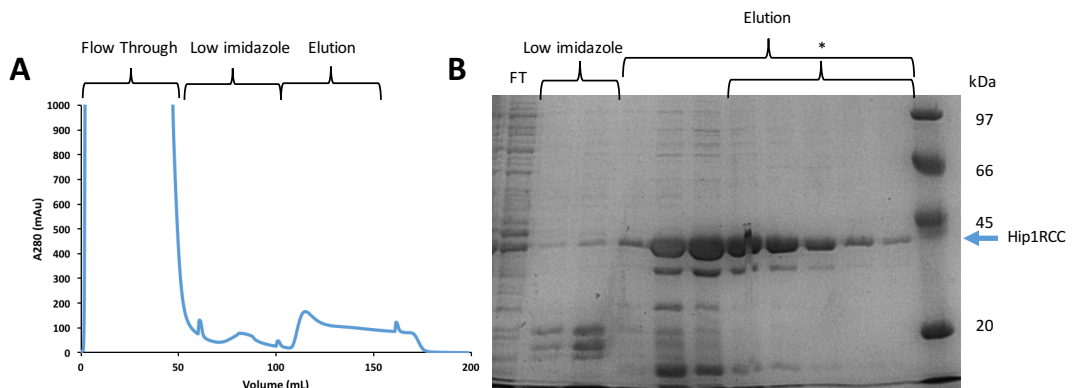 A
Flow Through
Low imidazole
Elution
A280 (mAu)
1000
900
800
700
600
500
400
300
200
100
0
0
50
100
150
200
Volume (mL)
B
Elution
Low imidazole
*
FT
kDa
97
66
45
Hip1RCC
20